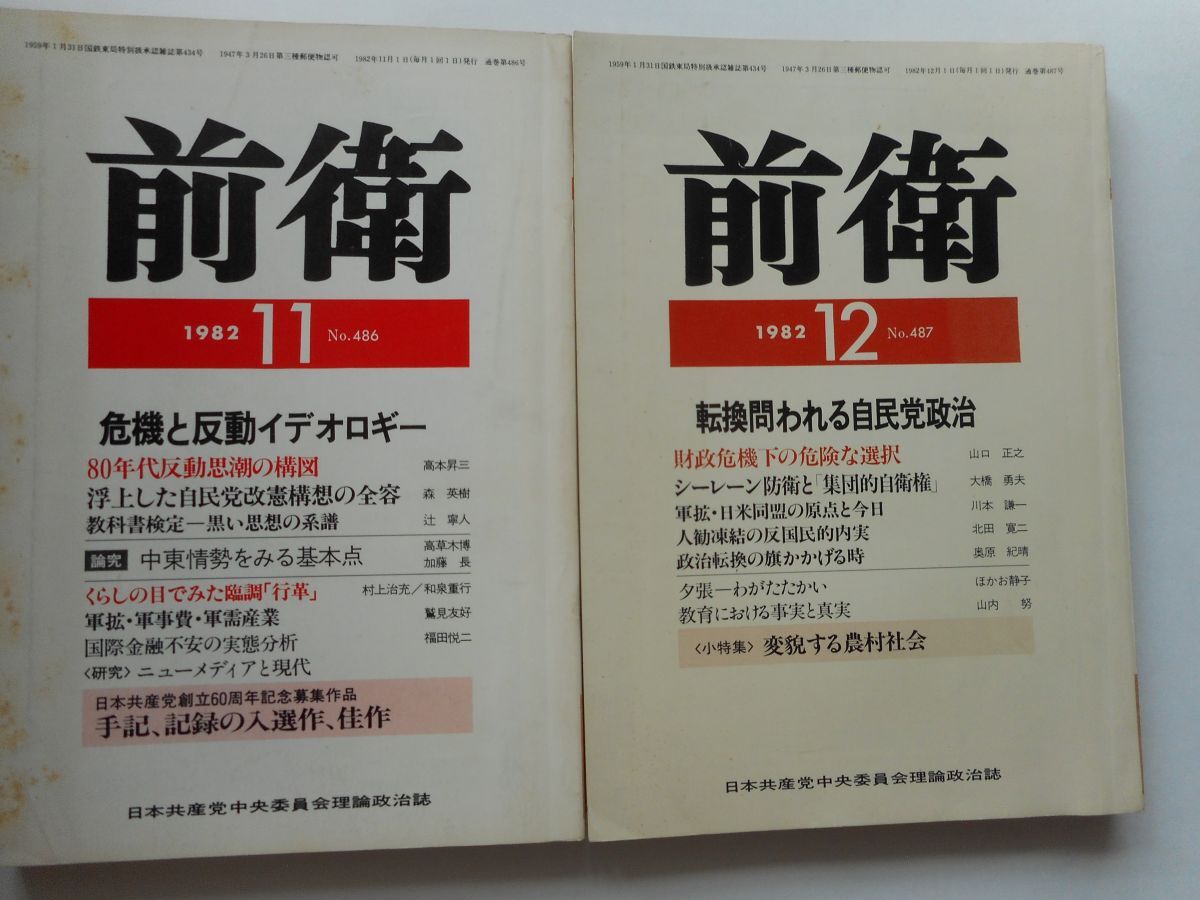 1959年1月31日国鉄東局特別扱承認雑誌第434号 1947年3月26日第三種郵便物認可 1982年11月1日(毎月1回1日)発行 通巻第486号
前衛
1982 11 No.486
危機と反動イデオロギー
80年代反動思潮の構図 高本昇三
浮上した自民党改憲構想の全容 森 英樹
教科書検定―黒い思想の系譜 辻 寧人
論究 中東情勢をみる基本点 高草木博
加藤 長
くらしの目でみた臨調「行革」 村上治充/和泉重行
軍拡・軍事費・軍需産業 鷲見友好
国際金融不安の実態分析 福田悦二
〈研究〉ニューメディアと現代
日本共産党創立60周年記念募集作品
手記、記録の入選作、佳作
日本共産党中央委員会理論政治誌
1959年1月31日国鉄東局特別扱承認雑誌第434号 1947年3月26日第三種郵便物認可 1982年12月1日(毎月1回1日)発行 通巻第487号
前衛
1982 12 No.487
転換問われる自民党政治
財政危機下の危険な選択 山口 正之
シーレーン防衛と「集団的自衛権」 大橋 勇夫
軍拡・日米同盟の原点と今日 川本 謙一
人勧凍結の反国民的内実 北田 寛二
政治転換の旗かかげる時 奥原 紀晴
夕張―わがたたかい ほかお静子
教育における事実と真実 山内 努
〈小特集〉変貌する農村社会
日本共産党中央委員会理論政治誌